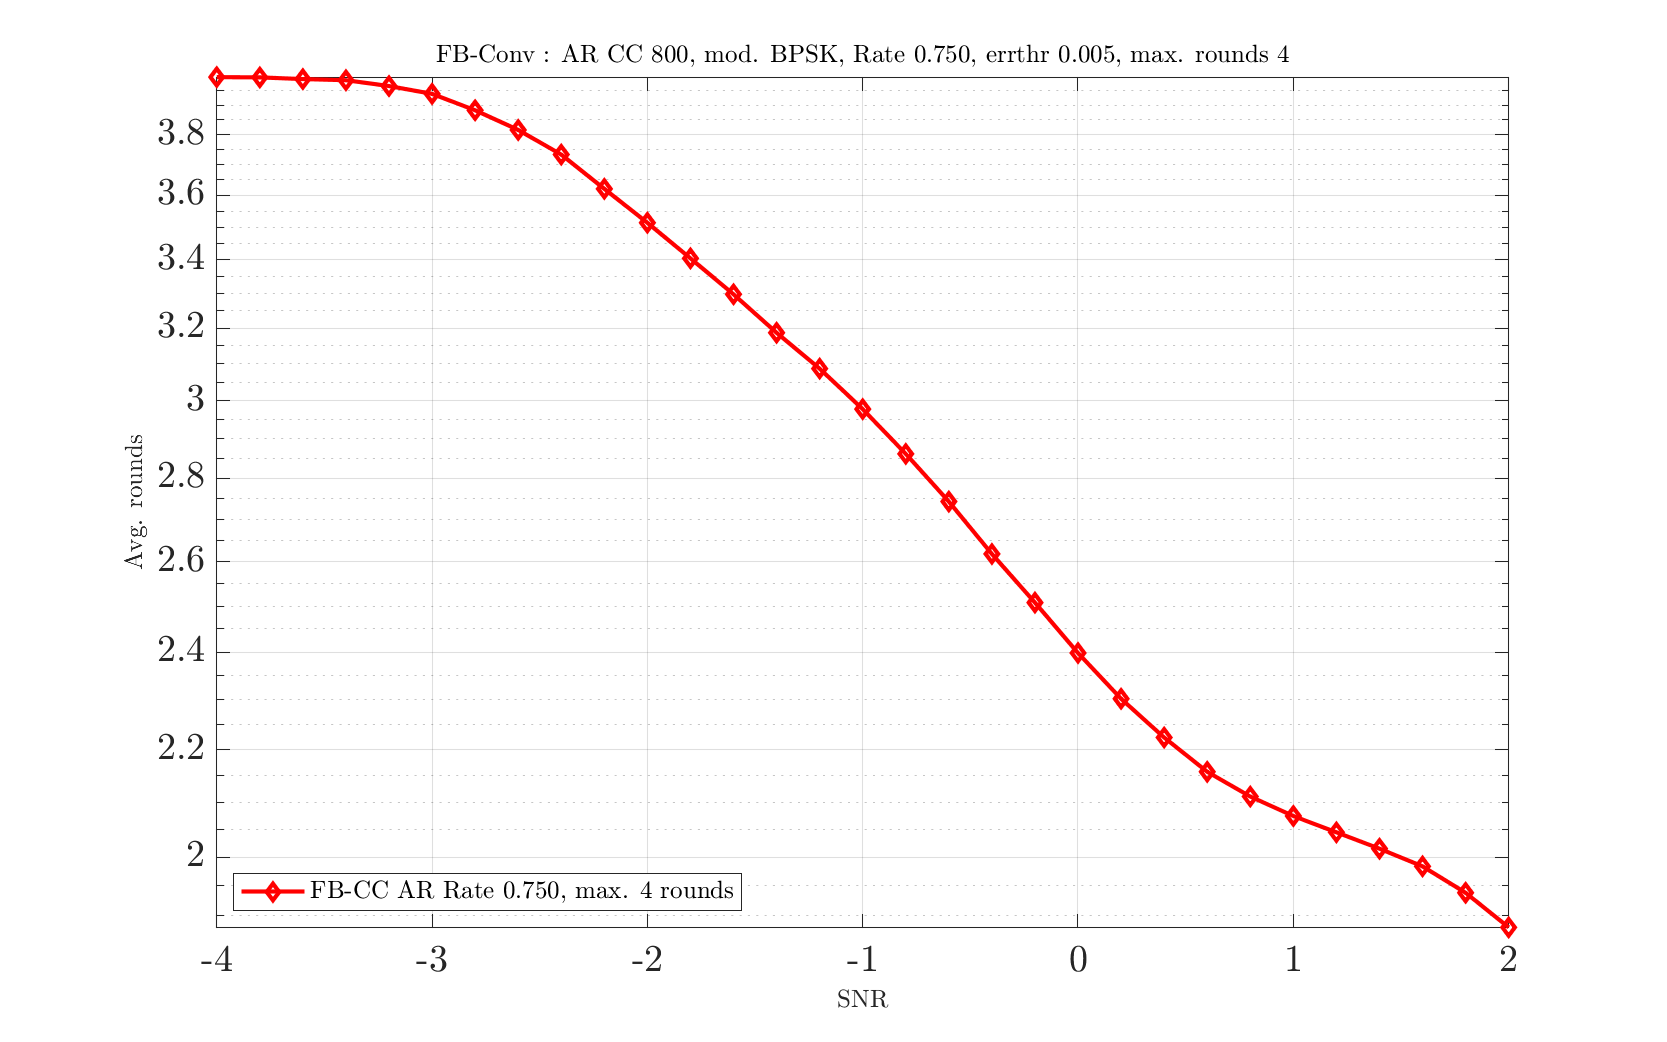 FB-Conv : AR CC 800, mod. BPSK, Rate 0.750, errthr 0.005, max. rounds 4
3.8
3.6
3.4
3.2
3
2.8
2.6
2.4
2.2
2
Avg. rounds
FB-CC AR Rate 0.750, max. 4 rounds
-4 -3 -2 -1 0 1 2
SNR